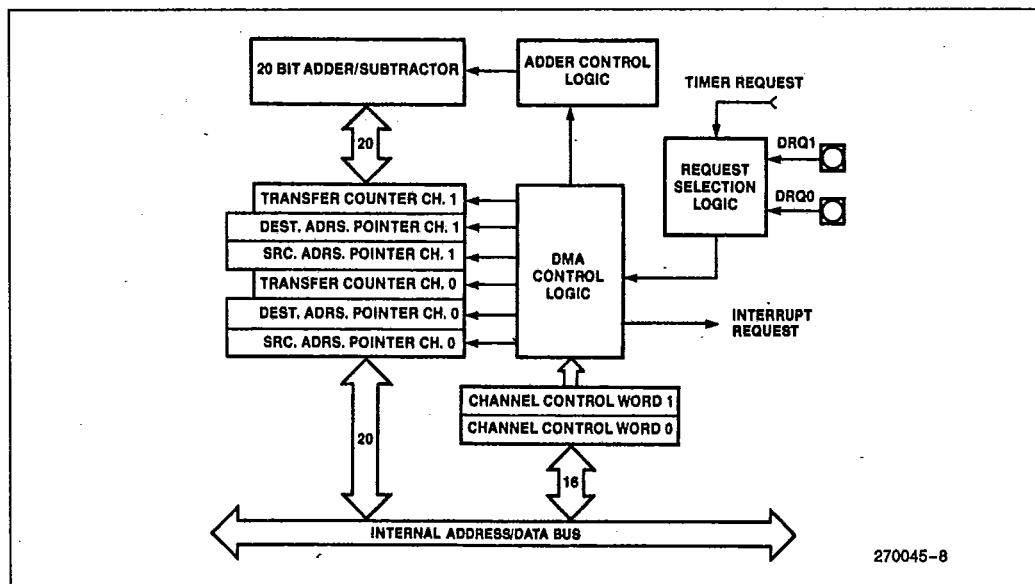 20 BIT ADDER/SUBTRACTOR
ADDER CONTROL
LOGIC
TIMER REQUEST
20
DRQ1
REQUEST
SELECTION
LOGIC
DRQ0
TRANSFER COUNTER CH. 1
DEST. ADRS. POINTER CH. 1
SRC. ADRS. POINTER CH. 1
TRANSFER COUNTER CH. 0
DEST. ADRS. POINTER CH. 0
SRC. ADRS. POINTER CH. 0
DMA
CONTROL
LOGIC
INTERRUPT
REQUEST
CHANNEL CONTROL WORD 1
CHANNEL CONTROL WORD 0
20
16
INTERNAL ADDRESS/DATA BUS
270045-8